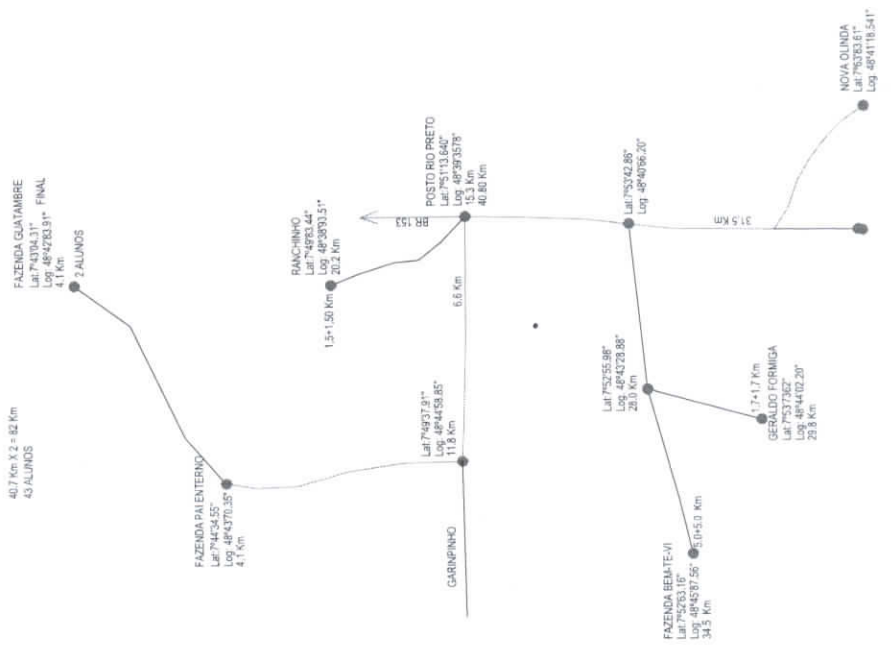 40.7 Km X 2 = 82 Km
43 ALUNOS
FAZENDA GUATAMBRE
Lat:7°43'04.31"
Log: 48°42'83.91" FINAL
4.1 Km
2 ALUNOS
FAZENDA PAI ENTERNO
Lat:7°44'34.55"
Log: 48°43'70.35"
4.1 Km
RANCHINHO
Lat:7°49'83.44"
Log: 48°38'93.51"
20.2 Km
1,5+1,50 Km
POSTO RIO PRETO
Lat:7°51'13.640"
Log: 48°39'3578"
15.3 Km
40.80 Km
BR 153
6.6 Km
Lat:7°49'37.91"
Log: 48°44'58.85"
11.8 Km
GARINPINHO
Lat:7°53'42.86"
Log: 48°40'66.20"
31.5 Km
NOVA OLINDA
Lat:7°63'83.61"
Log: 48°41'18.541"
Lat:7°52'55.98"
Log: 48°43'28.88"
28.0 Km
1.7+1.7 Km
GERALDO FORMIGA
Lat:7°53'7362"
Log: 48°44'02.20"
29.8 Km
FAZENDA BEM-TE-VI
Lat:7°52'63.16"
Log: 48°45'87.56"
34.5 Km
5.0+5.0 Km